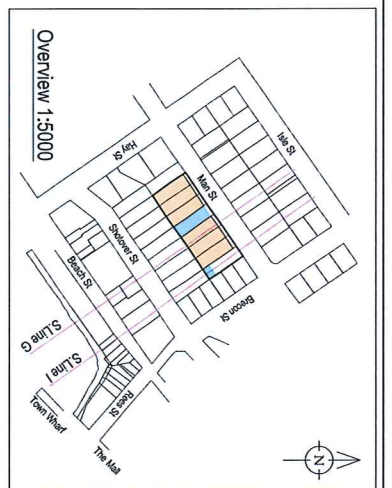 Overview 1:5000
Isle St
Man St
Hay St
Shotover St
Beach St
Brecon St
S.Line G
S.Line I
Rees St
Town Wharf
The Mall
N